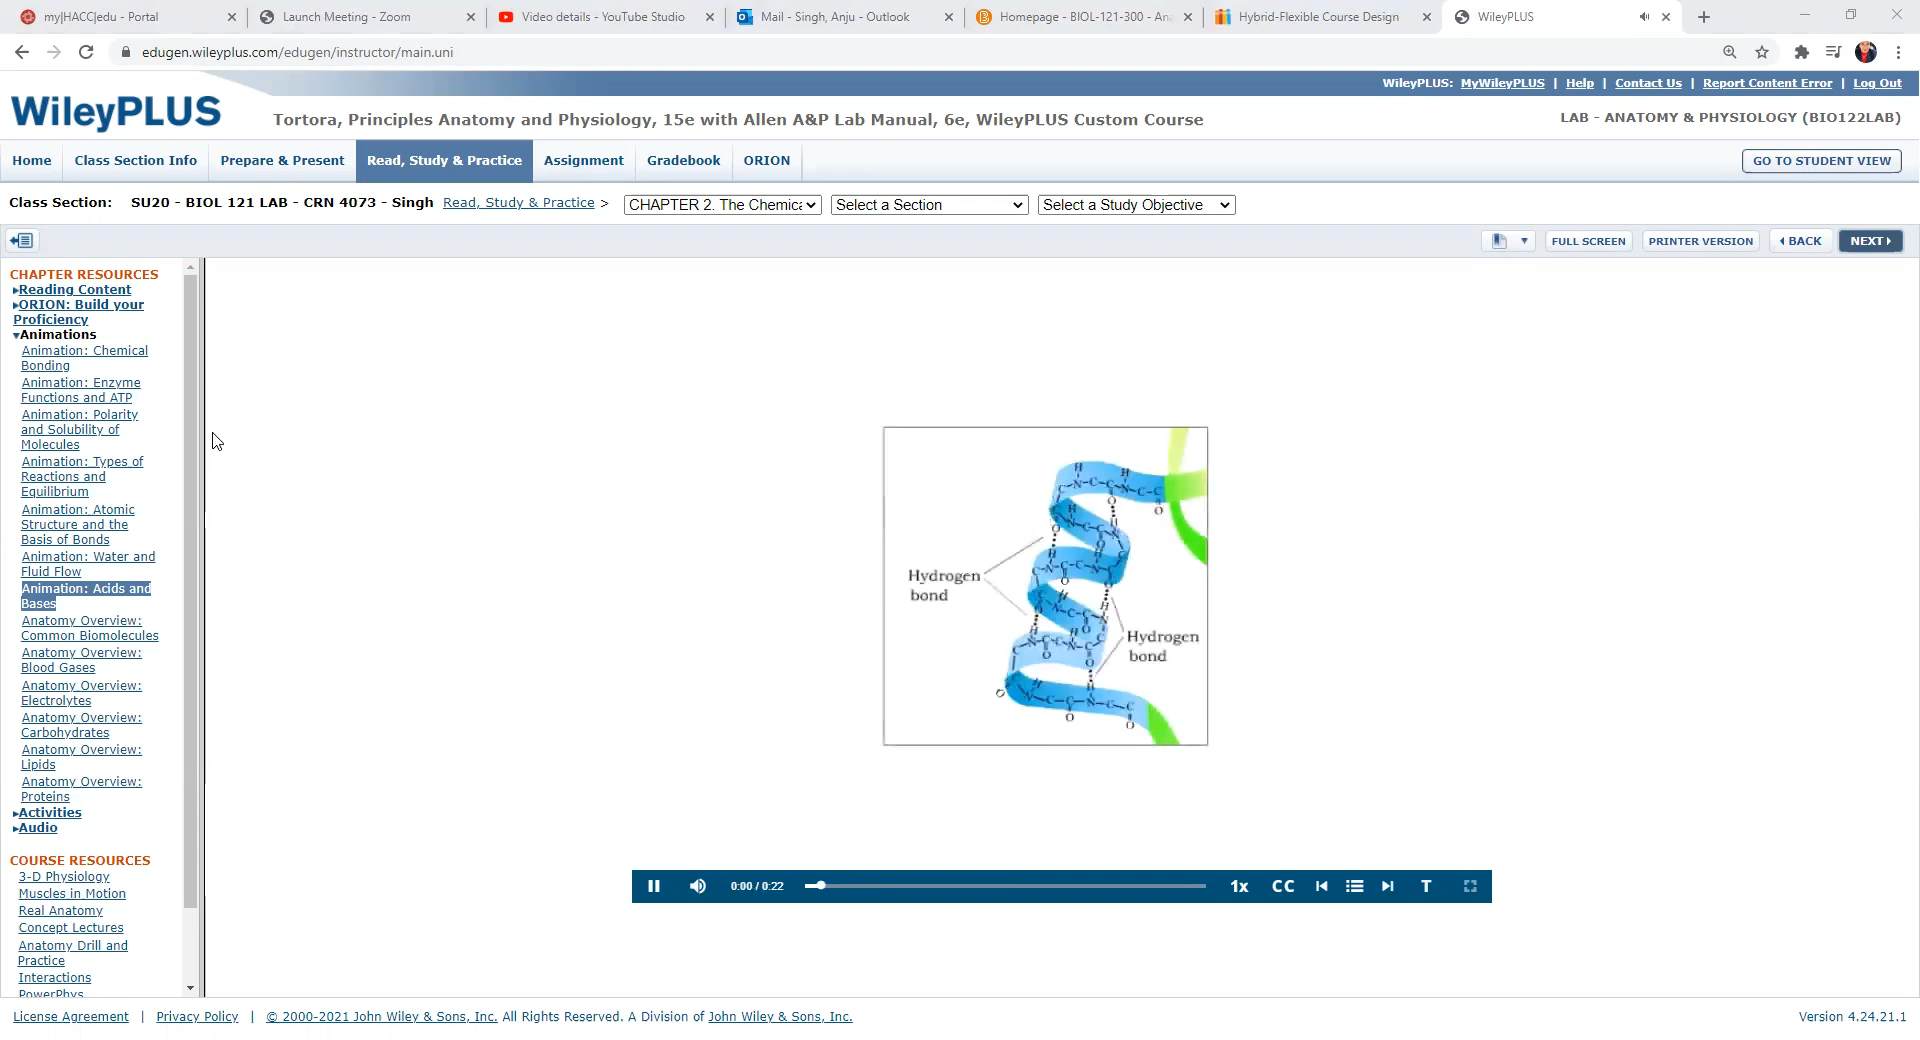 my|HACC|edu - Portal
Launch Meeting - Zoom
Video details - YouTube Studio
Mail - Singh, Anju - Outlook
Homepage - BIOL-121-300 - An
Hybrid-Flexible Course Design
WileyPLUS
edugen.wileyplus.com/edugen/instructor/main.uni
WileyPLUS: MyWileyPLUS | Help | Contact Us | Report Content Error | Log Out
WileyPLUS
Tortora, Principles Anatomy and Physiology, 15e with Allen A&P Lab Manual, 6e, WileyPLUS Custom Course
LAB - ANATOMY & PHYSIOLOGY (BIO122LAB)
Home Class Section Info Prepare & Present Read, Study & Practice Assignment Gradebook ORION
GO TO STUDENT VIEW
Class Section: SU20 - BIOL 121 LAB - CRN 4073 - Singh Read, Study & Practice > CHAPTER 2. The Chemica Select a Section Select a Study Objective
FULL SCREEN PRINTER VERSION BACK NEXT
CHAPTER RESOURCES
Reading Content
ORION: Build your
Proficiency
Animations
Animation: Chemical
Bonding
Animation: Enzyme
Functions and ATP
Animation: Polarity
and Solubility of
Molecules
Animation: Types of
Reactions and
Equilibrium
Animation: Atomic
Structure and the
Basis of Bonds
Animation: Water and
Fluid Flow
Animation: Acids and
Bases
Anatomy Overview:
Common Biomolecules
Anatomy Overview:
Blood Gases
Anatomy Overview:
Electrolytes
Anatomy Overview:
Carbohydrates
Anatomy Overview:
Lipids
Anatomy Overview:
Proteins
Activities
Audio
COURSE RESOURCES
3-D Physiology
Muscles in Motion
Real Anatomy
Concept Lectures
Anatomy Drill and
Practice
Interactions
PowerPhys
Hydrogen
bond
Hydrogen
bond
0:00 / 0:22 1x CC T
License Agreement | Privacy Policy | © 2000-2021 John Wiley & Sons, Inc. All Rights Reserved. A Division of John Wiley & Sons, Inc.
Version 4.24.21.1